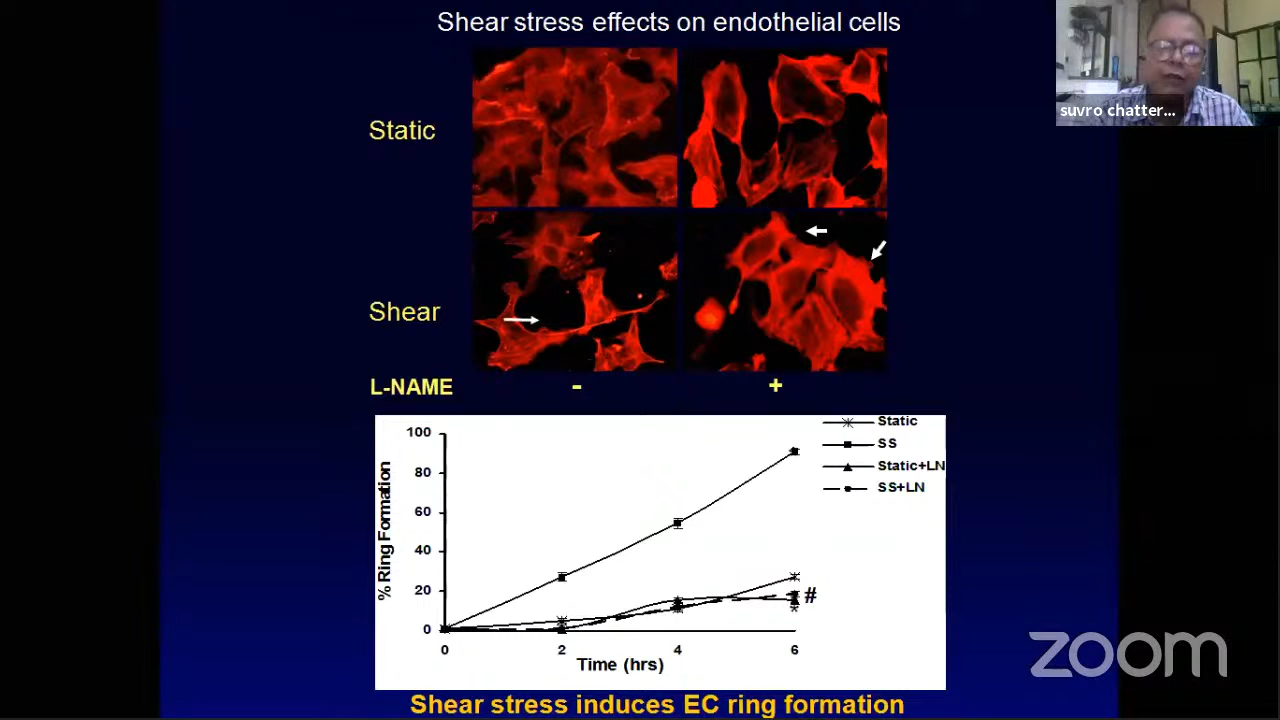 Shear stress effects on endothelial cells
suvro chatter...
Static
Shear
L-NAME - +
Static
SS
Static+LN
SS+LN
% Ring Formation
100
80
60
40
20
0
#
0 2 4 6
Time (hrs)
zoom
Shear stress induces EC ring formation